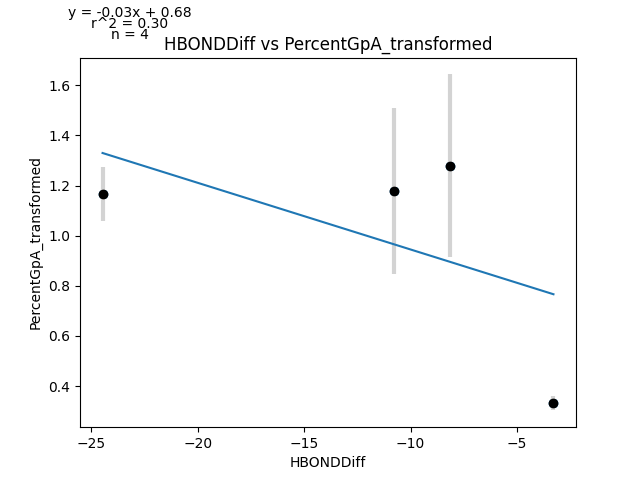 y = -0.03x + 0.68
r^2 = 0.30
n = 4
HBONDDiff vs PercentGpA_transformed
PercentGpA_transformed
1.6
1.4
1.2
1.0
0.8
0.6
0.4
−25
−20
−15
−10
−5
HBONDDiff